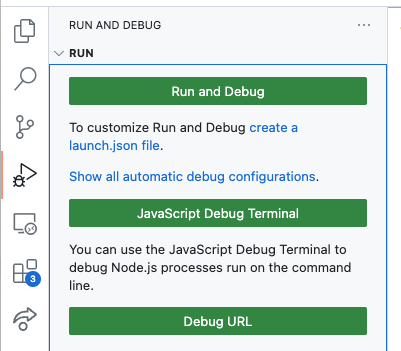 RUN AND DEBUG
RUN
Run and Debug
To customize Run and Debug create a
launch.json file.
Show all automatic debug configurations.
JavaScript Debug Terminal
You can use the JavaScript Debug Terminal to
debug Node.js processes run on the command
line.
3
Debug URL